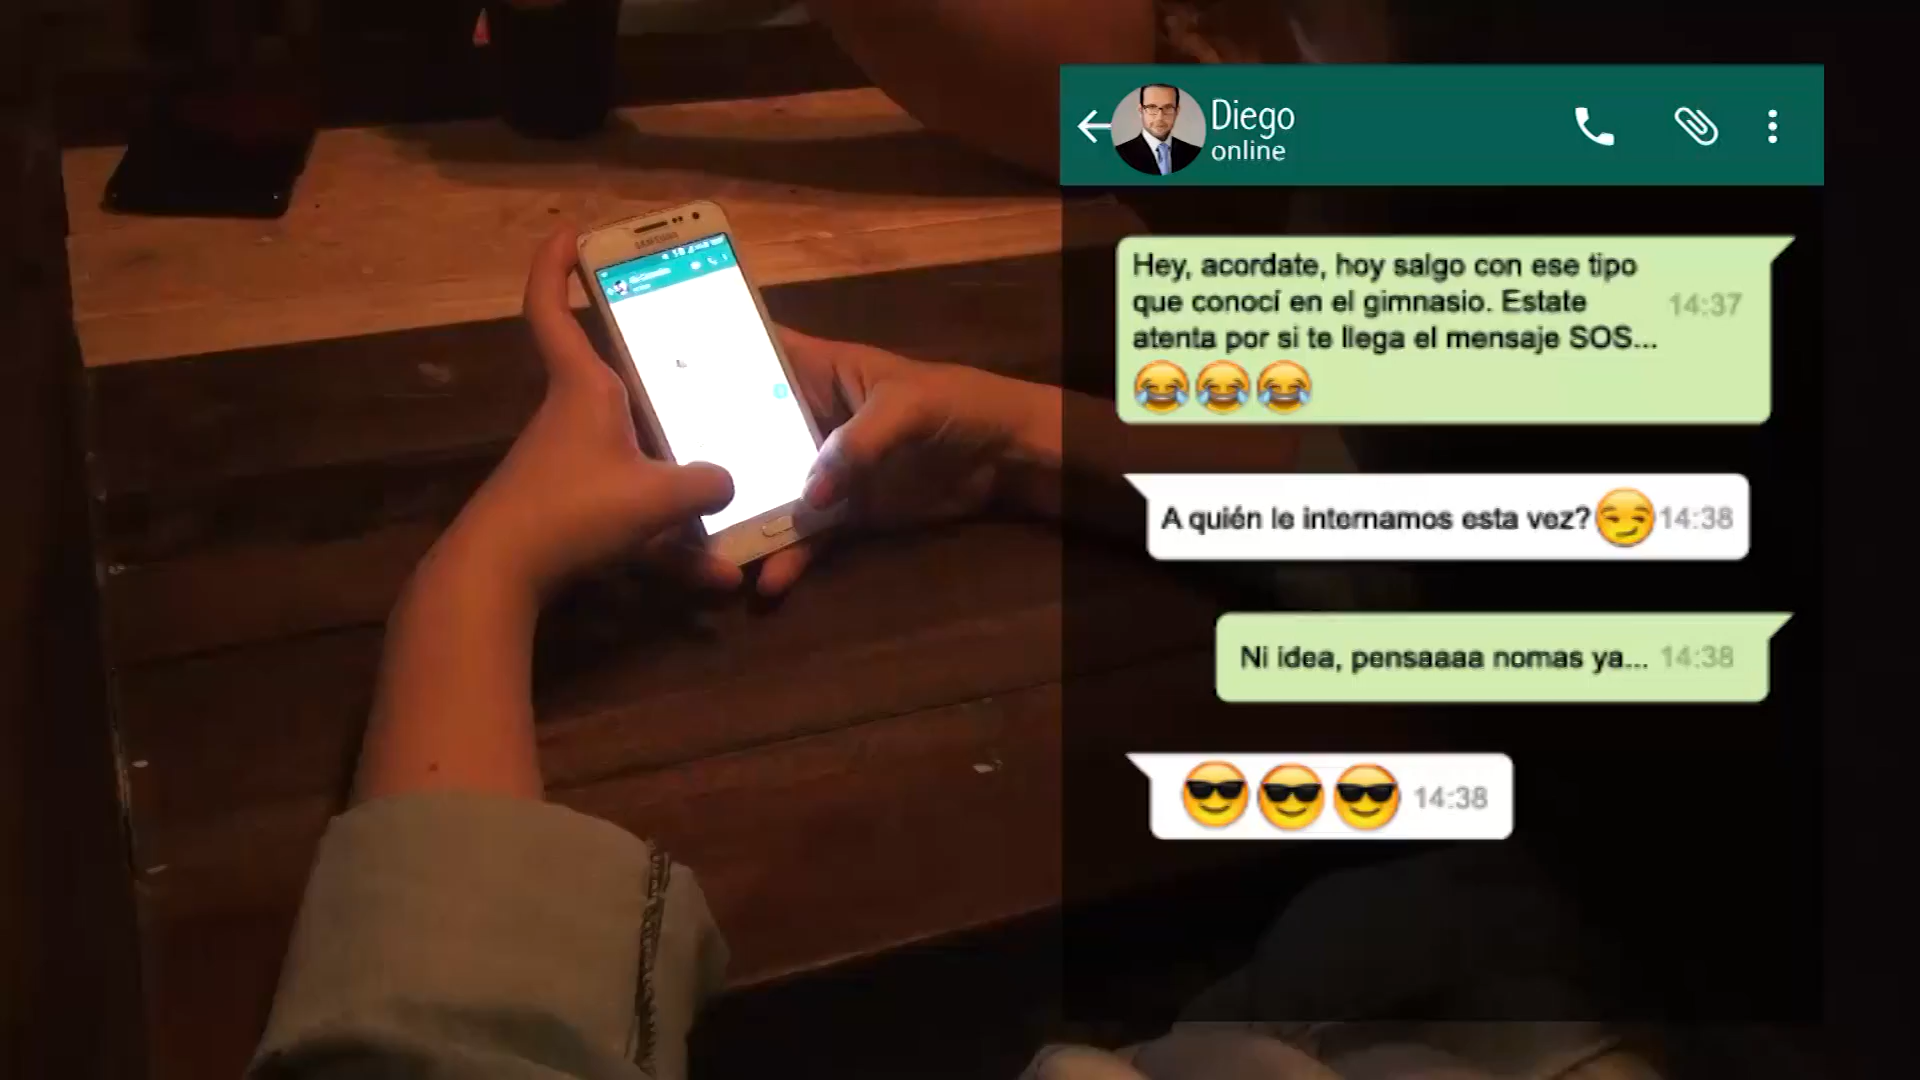 Diego
online
Hey, acordate, hoy salgo con ese tipo
que conocí en el gimnasio. Estate
atenta por si te llega el mensaje SOS...
14:37
A quién le internamos esta vez? 14:38
Ni idea, pensaaaa nomas ya... 14:38
14:38
SAMSUNG